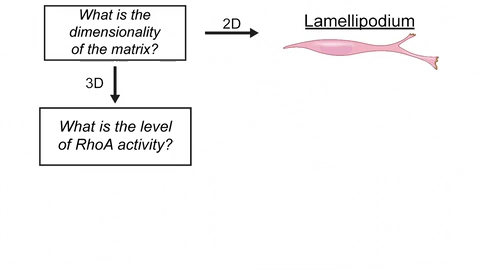 What is the
dimensionality
of the matrix?
2D
Lamellipodium
3D
What is the level
of RhoA activity?